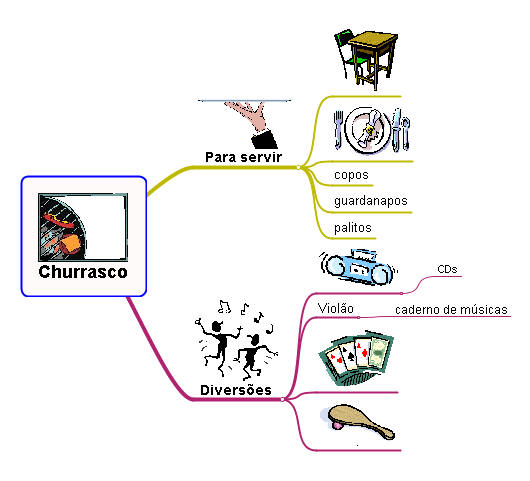 Churrasco
Para servir
copos
guardanapos
palitos
Diversões
CDs
Violão
caderno de músicas